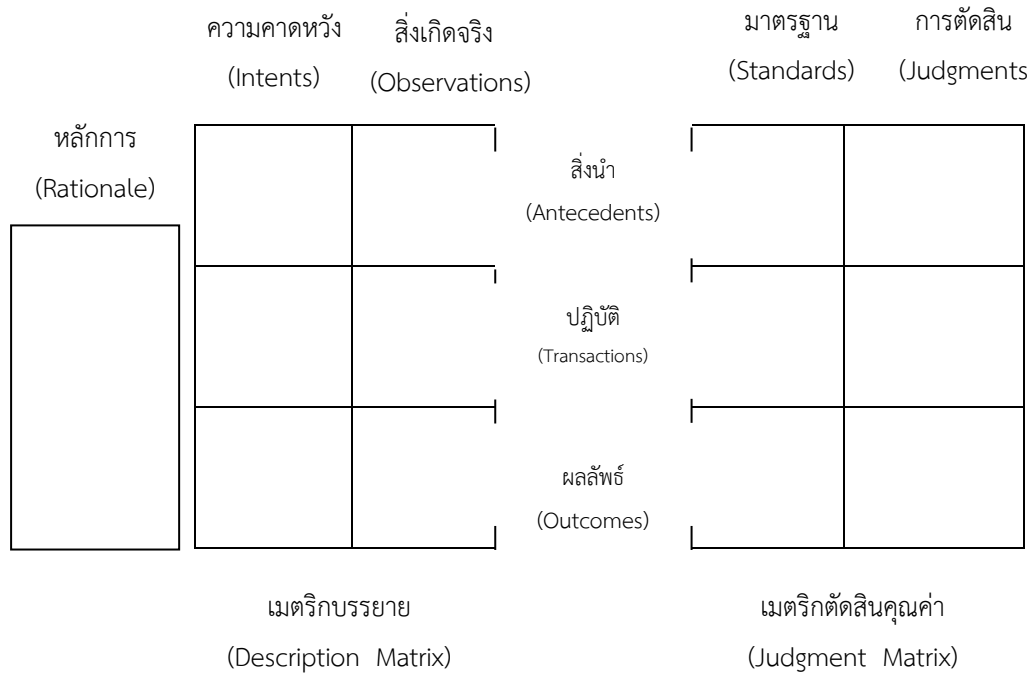 ความคาดหวัง
(Intents)
สิ่งเกิดจริง
(Observations)
มาตรฐาน
(Standards)
การตัดสิน
(Judgments
หลักการ
(Rationale)
สิ่งนำ
(Antecedents)
ปฏิบัติ
(Transactions)
ผลลัพธ์
(Outcomes)
เมตริกบรรยาย
(Description Matrix)
เมตริกตัดสินคุณค่า
(Judgment Matrix)